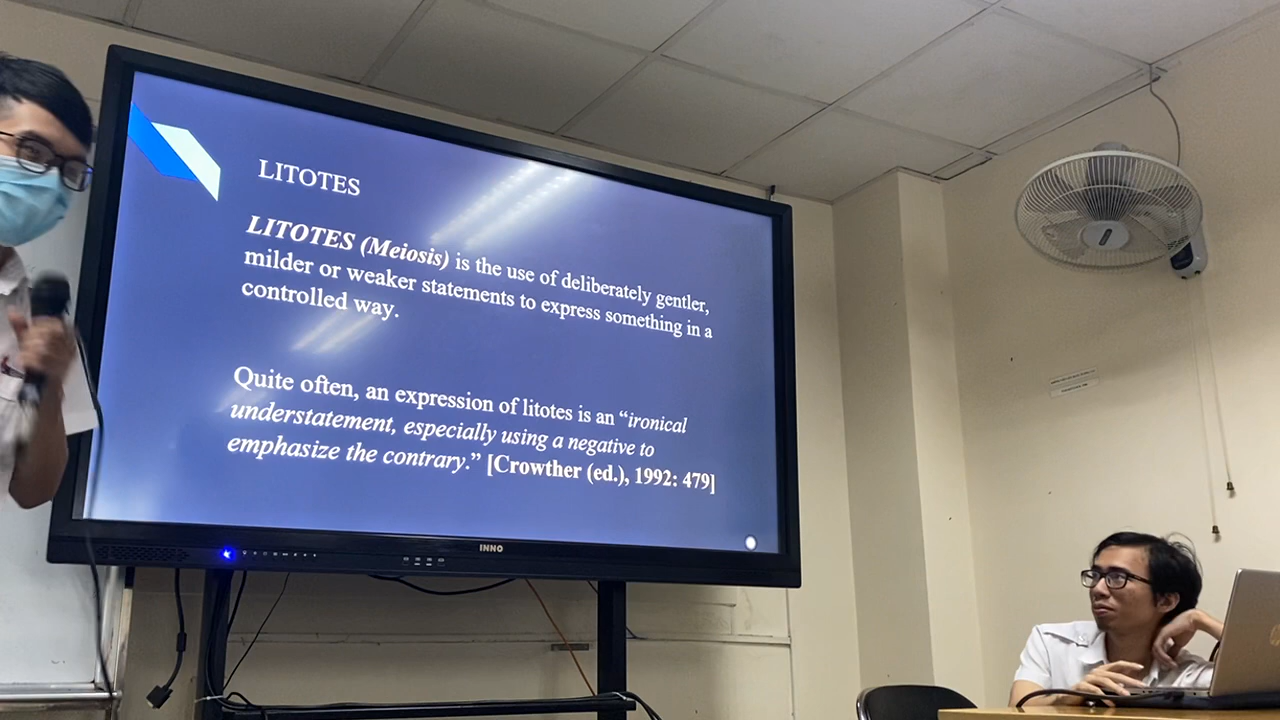 LITOTES
LITOTES (Meiosis) is the use of deliberately gentler,
milder or weaker statements to express something in a
controlled way.
Quite often, an expression of litotes is an “ironical
understatement, especially using a negative to
emphasize the contrary.” [Crowther (ed.), 1992: 479]
INNO